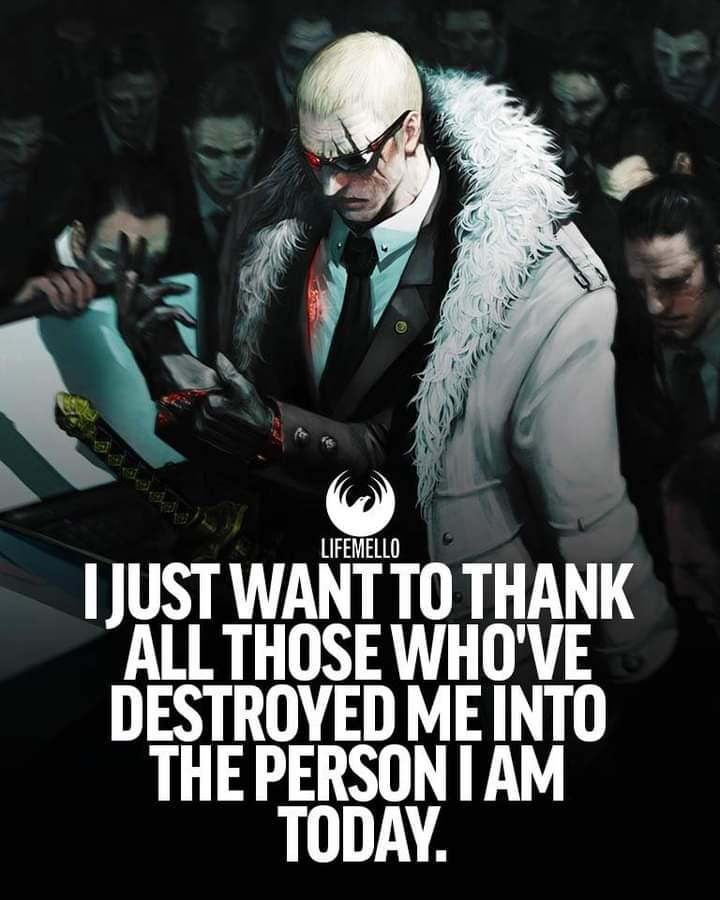 LIFEMELLO
I JUST WANT TO THANK
ALL THOSE WHO'VE
DESTROYED ME INTO
THE PERSON I AM
TODAY.